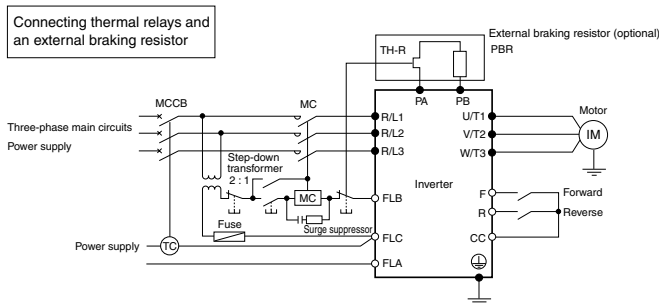 Connecting thermal relays and
an external braking resistor
External braking resistor (optional)
TH-R
PBR
PA
PB
MCCB
MC
R/L1
U/T1
Motor
Three-phase main circuits
R/L2
V/T2
IM
Power supply
R/L3
W/T3
Step-down
transformer
2 : 1
Inverter
MC
FLB
F
Forward
R
Reverse
Fuse
Surge suppressor
FLC
CC
Power supply
TC
FLA